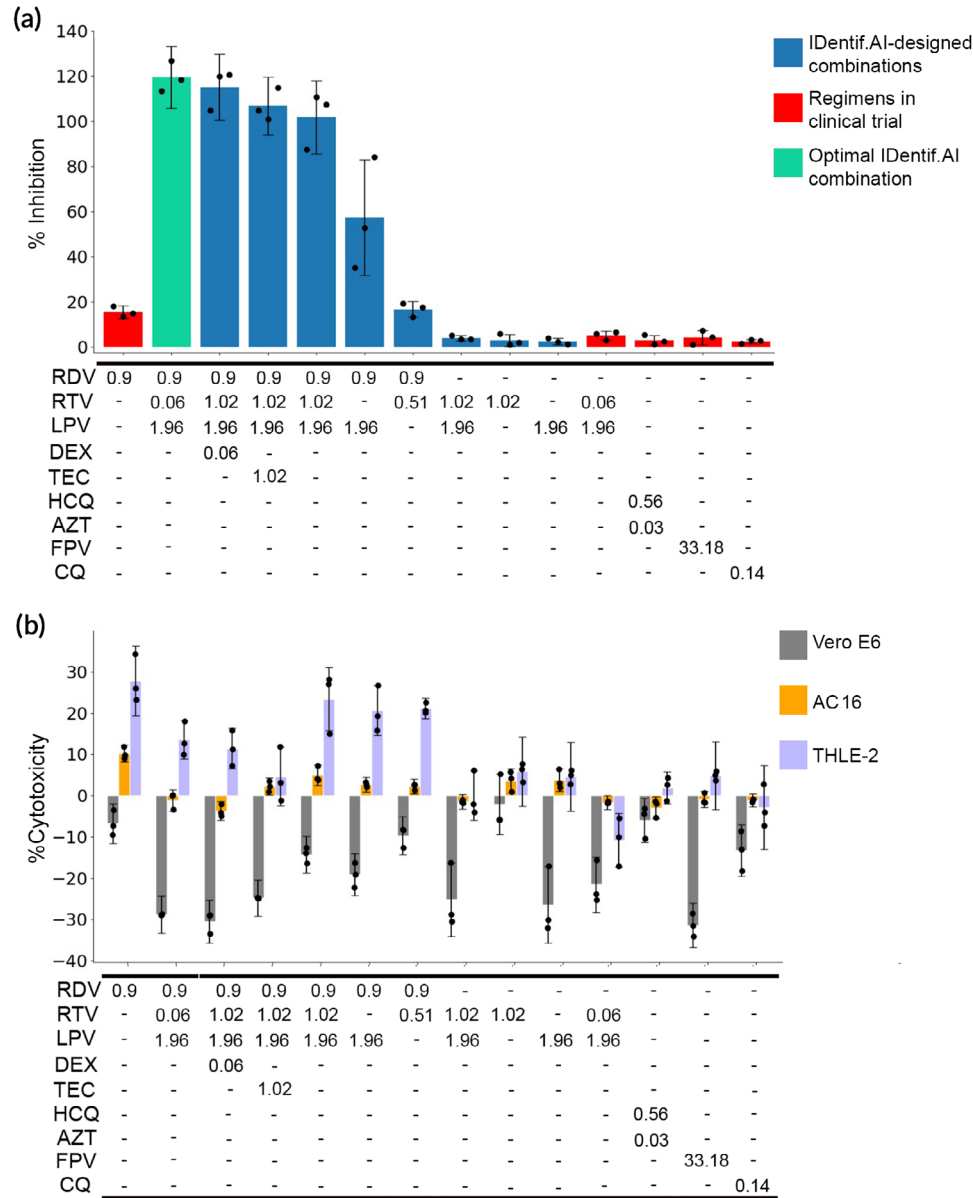 (a)
140
120
100
80
60
40
20
0
% Inhibition
IDentif.AI-designed
combinations
Regimens in
clinical trial
Optimal IDentif.AI
combination
RDV 0.9 0.9 0.9 0.9 0.9 0.9 0.9 - - - - - - -
RTV - 0.06 1.02 1.02 1.02 - 0.51 1.02 1.02 - 0.06 - - -
LPV - 1.96 1.96 1.96 1.96 1.96 - 1.96 - 1.96 1.96 - - -
DEX - - 0.06 - - - - - - - - - - -
TEC - - - 1.02 - - - - - - - - - -
HCQ - - - - - - - - - - - 0.56 - -
AZT - - - - - - - - - - - 0.03 - -
FPV - - - - - - - - - - - - 33.18 -
CQ - - - - - - - - - - - - - 0.14
(b)
30
20
10
0
−10
−20
−30
−40
%Cytotoxicity
Vero E6
AC16
THLE-2
RDV 0.9 0.9 0.9 0.9 0.9 0.9 0.9 - - - - - - -
RTV - 0.06 1.02 1.02 1.02 - 0.51 1.02 1.02 - 0.06 - - -
LPV - 1.96 1.96 1.96 1.96 1.96 - 1.96 - 1.96 1.96 - - -
DEX - - 0.06 - - - - - - - - - - -
TEC - - - 1.02 - - - - - - - - - -
HCQ - - - - - - - - - - - 0.56 - -
AZT - - - - - - - - - - - 0.03 - -
FPV - - - - - - - - - - - - 33.18 -
CQ - - - - - - - - - - - - - 0.14